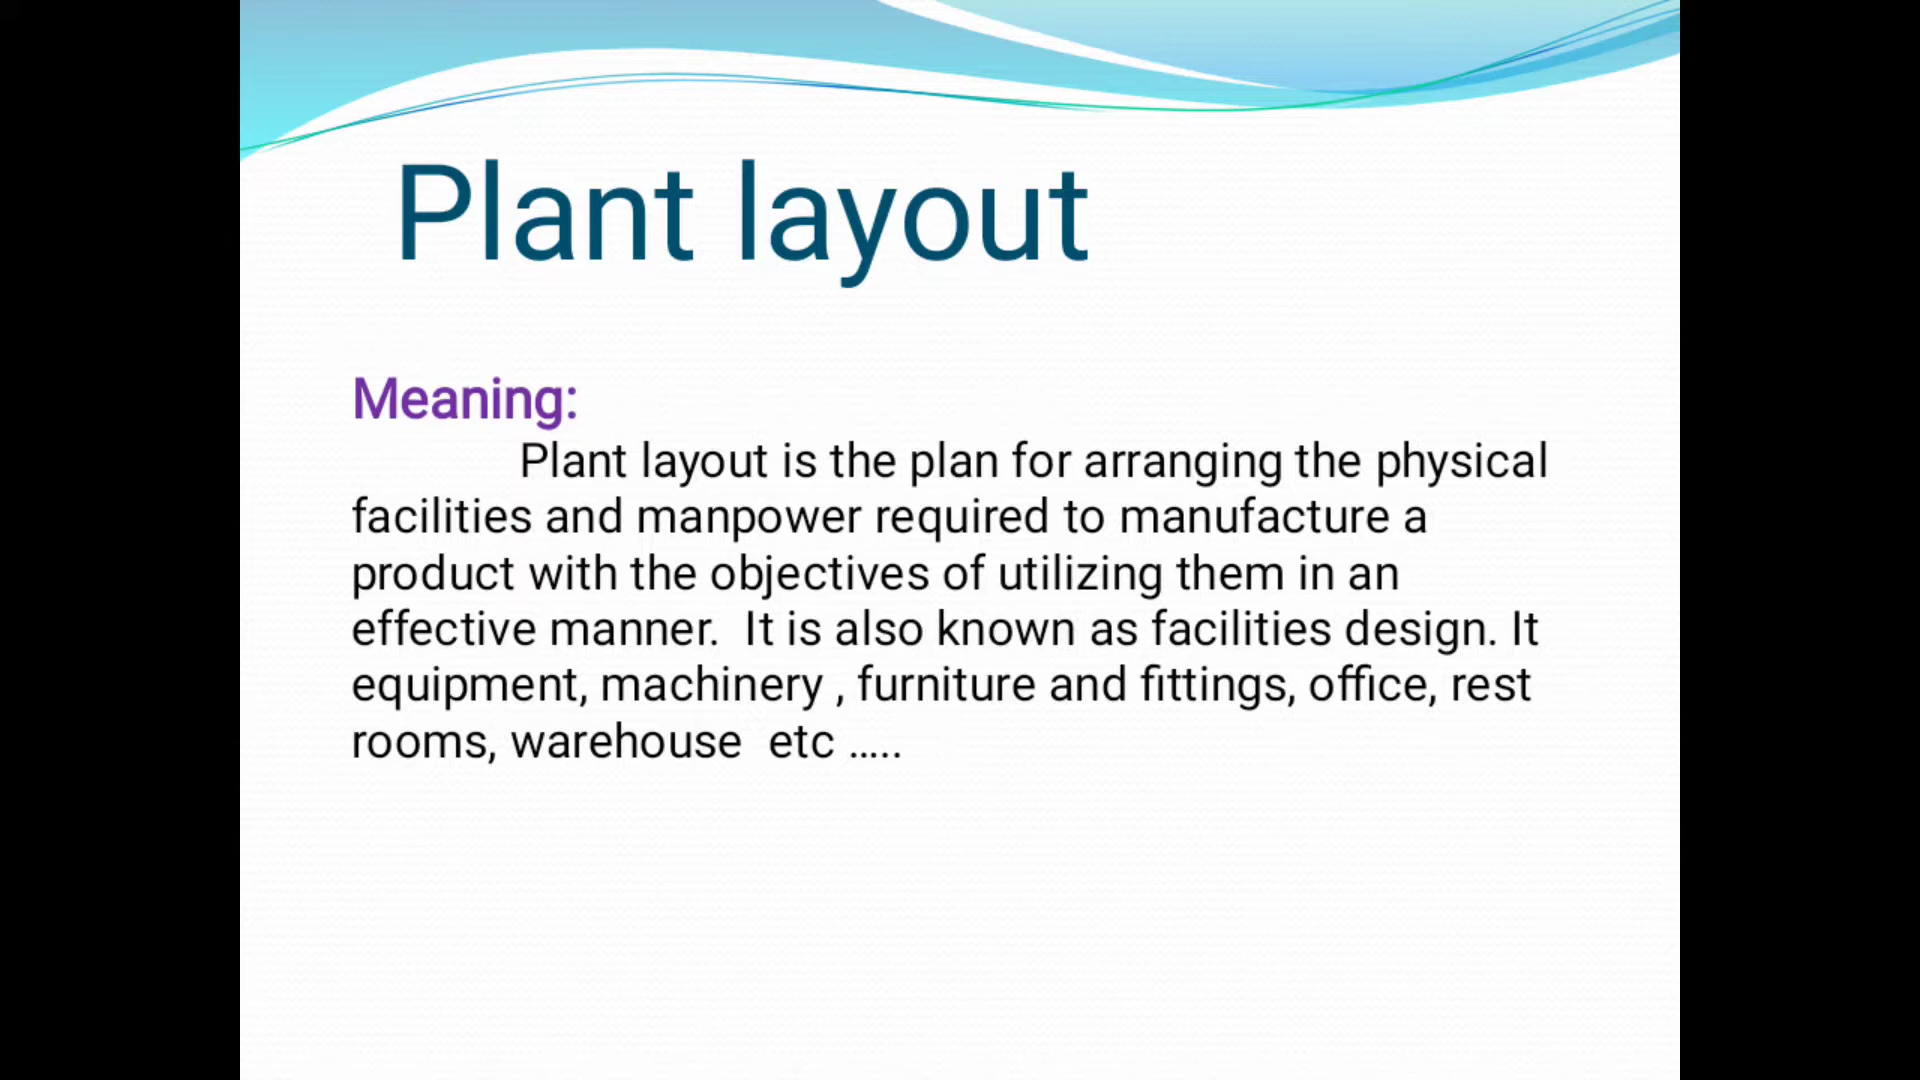 Plant layout
Meaning:
Plant layout is the plan for arranging the physical
facilities and manpower required to manufacture a
product with the objectives of utilizing them in an
effective manner.  It is also known as facilities design. It
equipment, machinery , furniture and fittings, office, rest
rooms, warehouse  etc .....